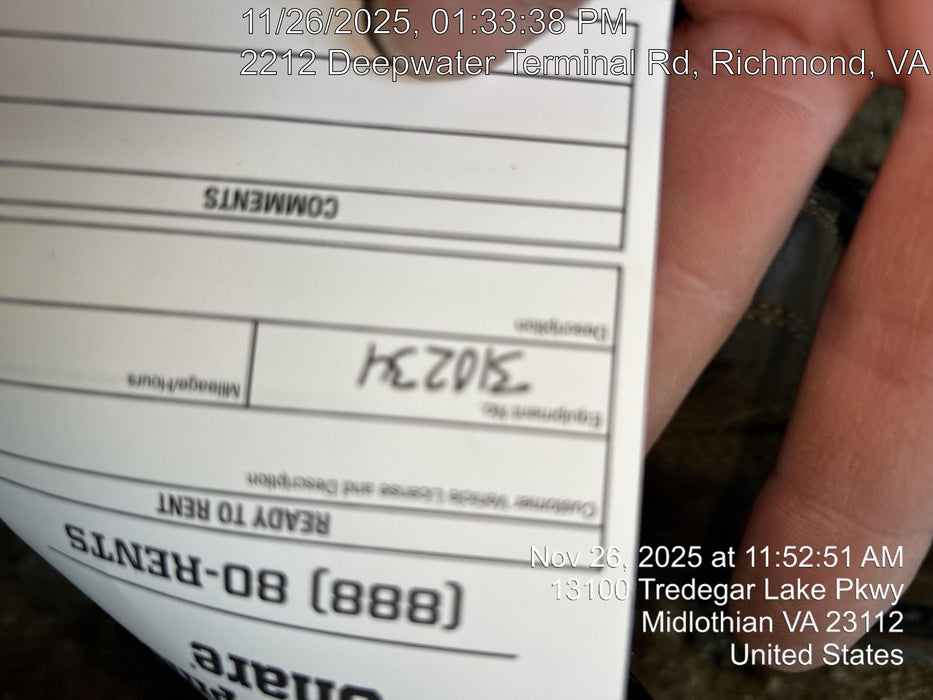 11/26/2025, 01:33:38 PM
2212 Deepwater Terminal Rd, Richmond, VA
(888) 80-RENTS
READY TO RENT
Customer Vehicle License and Description
Equipment No.
310234
Mileage/Hours
Description
COMMENTS
Nov 26, 2025 at 11:52:51 AM
13100 Tredegar Lake Pkwy
Midlothian VA 23112
United States